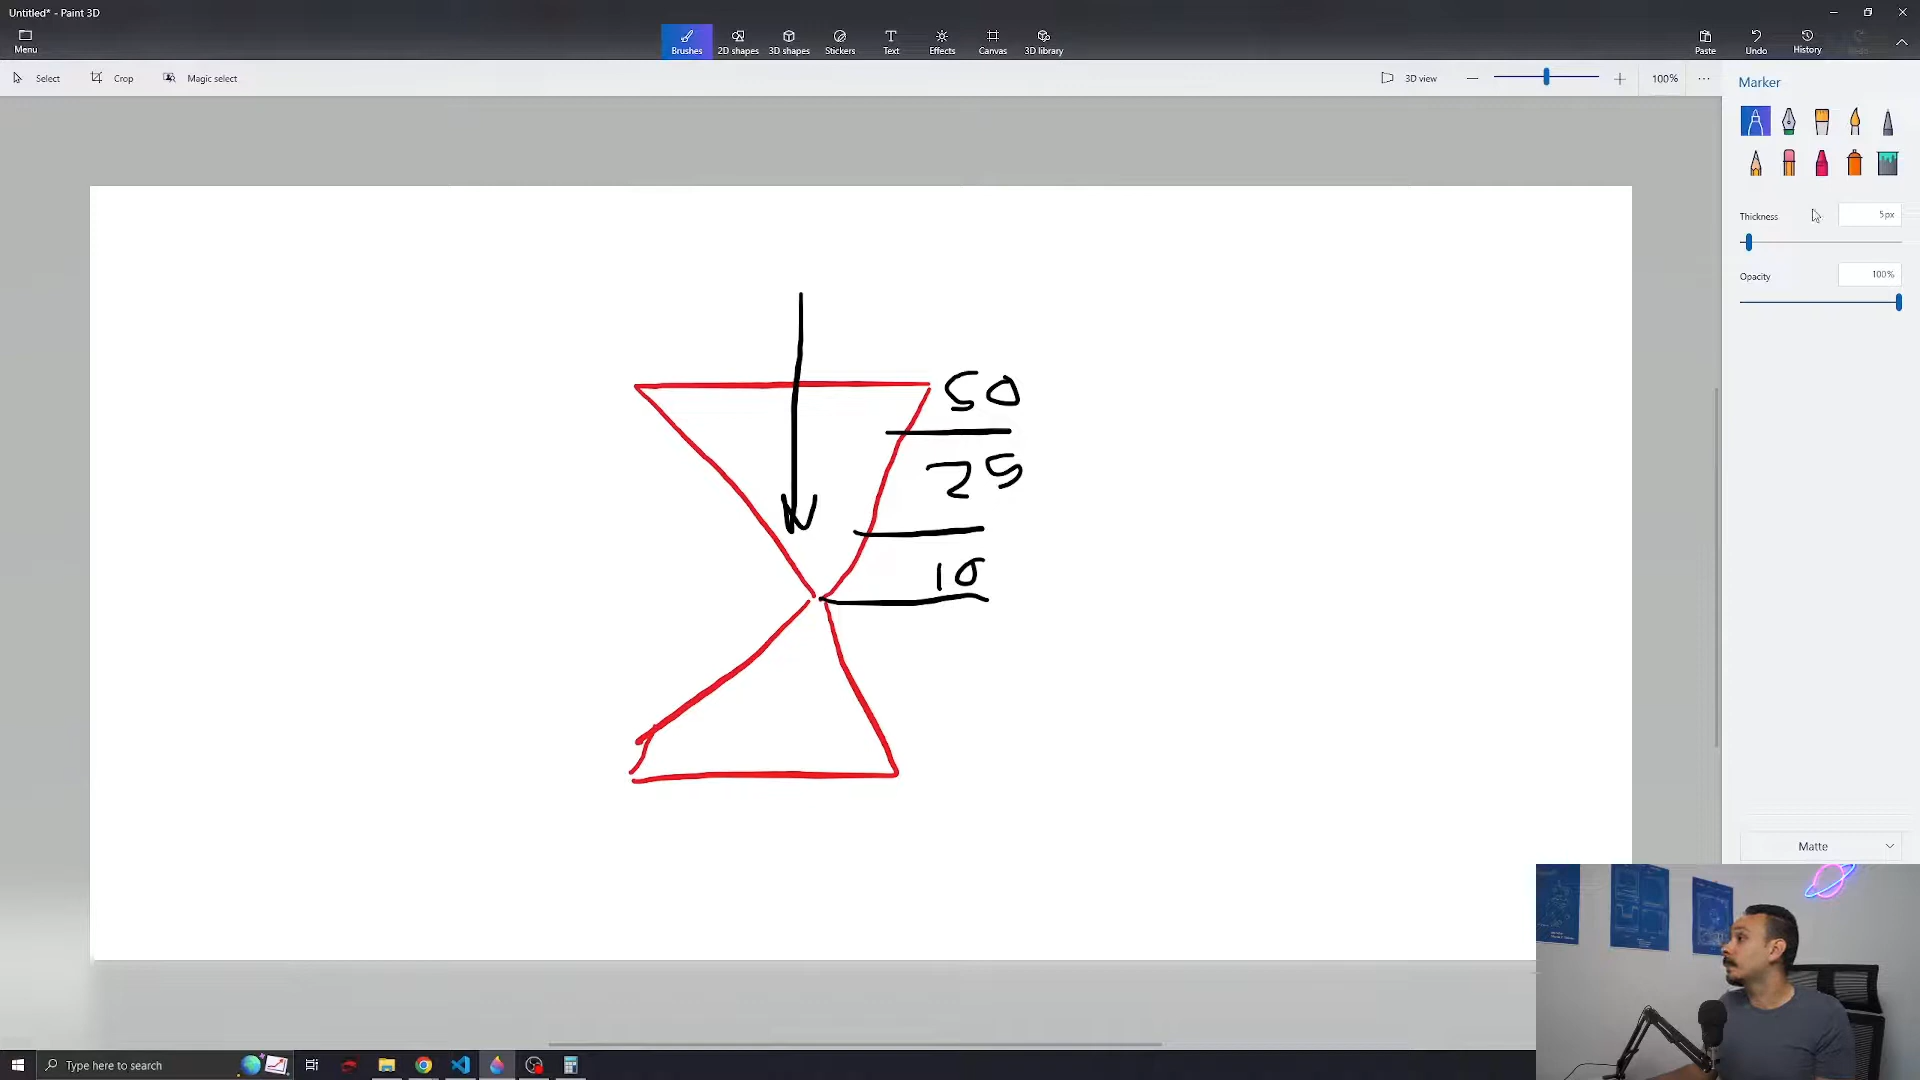 Untitled* - Paint 3D
Menu
Brushes
2D shapes
3D shapes
Stickers
Text
Effects
Canvas
3D library
Paste
Undo
History
Select
Crop
Magic select
3D view
100%
Marker
Thickness
5px
Opacity
100%
50
25
10
Matte
Type here to search